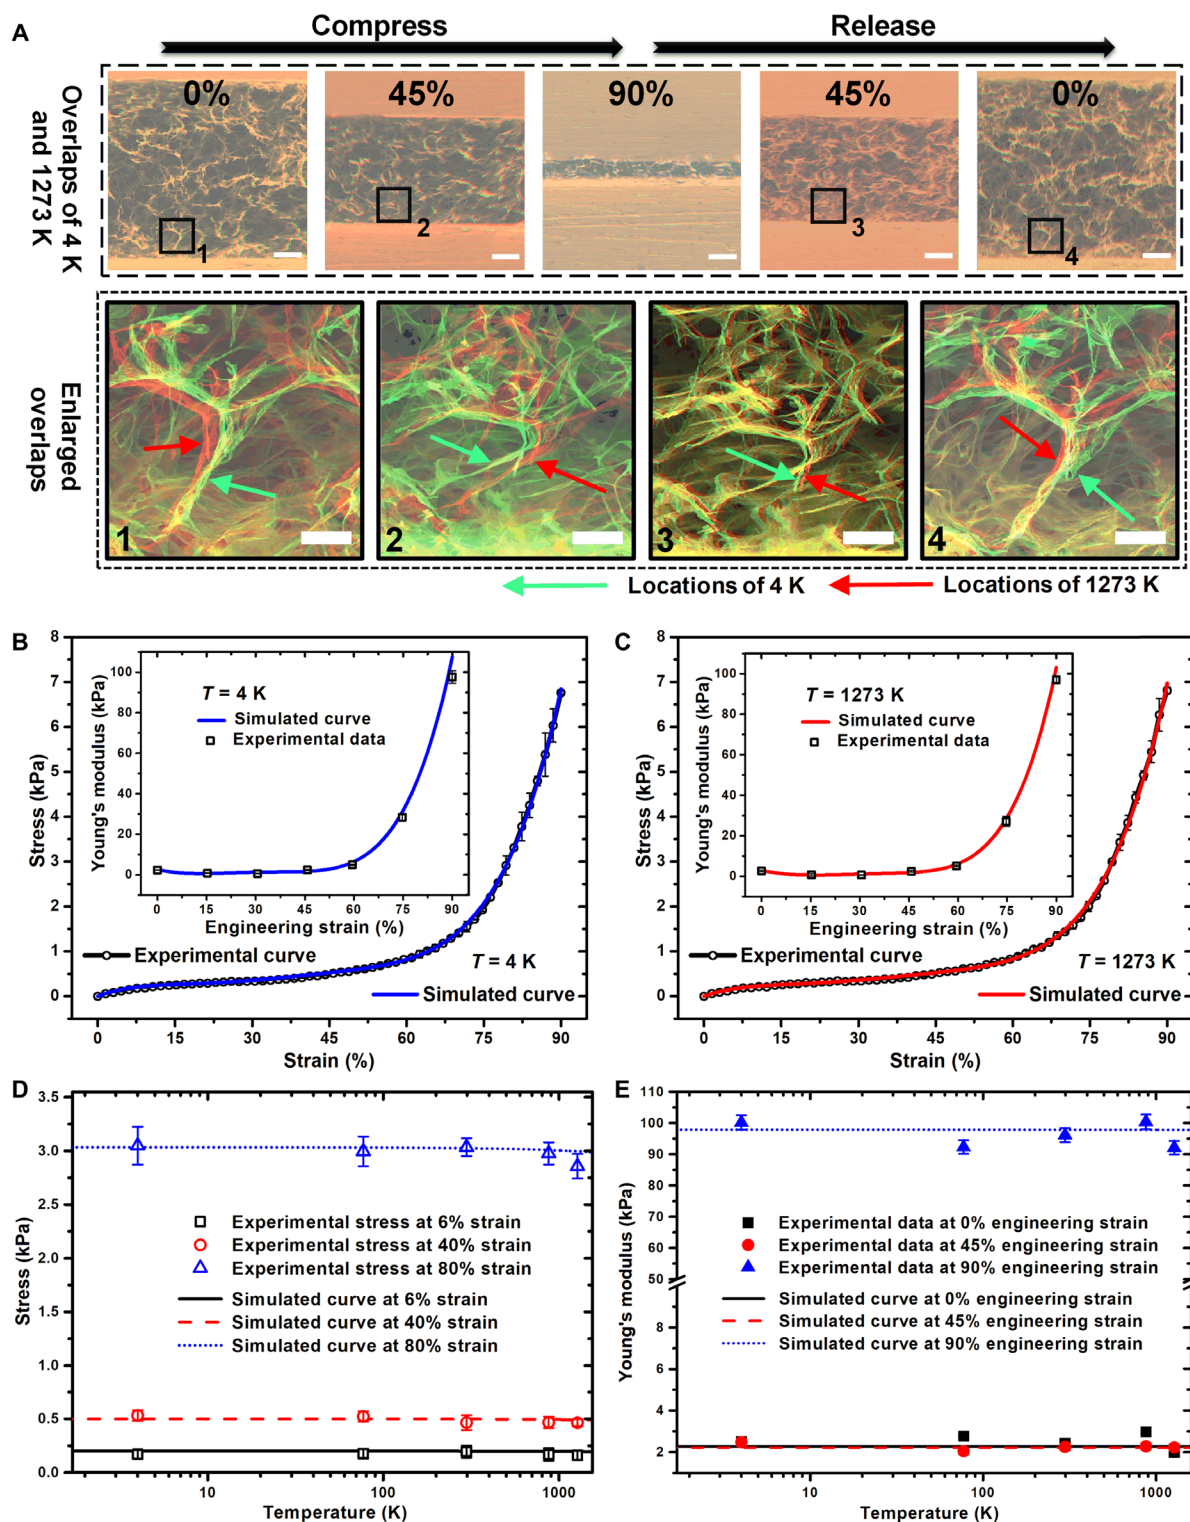 A
Compress
Release
Overlaps of 4 K
and 1273 K
0%
45%
90%
45%
0%
1
2
3
4
Enlarged
overlaps
1
2
3
4
Locations of 4 K
Locations of 1273 K
B
Stress (kPa)
8
7
6
5
4
3
2
1
0
Young's modulus (kPa)
100
80
60
40
20
0
T = 4 K
Simulated curve
Experimental data
0 15 30 45 60 75 90
Engineering strain (%)
Experimental curve
T = 4 K
Simulated curve
0 15 30 45 60 75 90
Strain (%)
C
Stress (kPa)
8
7
6
5
4
3
2
1
0
Young's modulus (kPa)
100
80
60
40
20
0
T = 1273 K
Simulated curve
Experimental data
0 15 30 45 60 75 90
Engineering strain (%)
Experimental curve
T = 1273 K
Simulated curve
0 15 30 45 60 75 90
Strain (%)
D
Stress (kPa)
3.5
3.0
2.5
2.0
1.5
1.0
0.5
0.0
Experimental stress at 6% strain
Experimental stress at 40% strain
Experimental stress at 80% strain
Simulated curve at 6% strain
Simulated curve at 40% strain
Simulated curve at 80% strain
10 100 1000
Temperature (K)
E
Young's modulus (kPa)
110
100
90
80
70
60
50
8
6
4
2
Experimental data at 0% engineering strain
Experimental data at 45% engineering strain
Experimental data at 90% engineering strain
Simulated curve at 0% engineering strain
Simulated curve at 45% engineering strain
Simulated curve at 90% engineering strain
10 100 1000
Temperature (K)